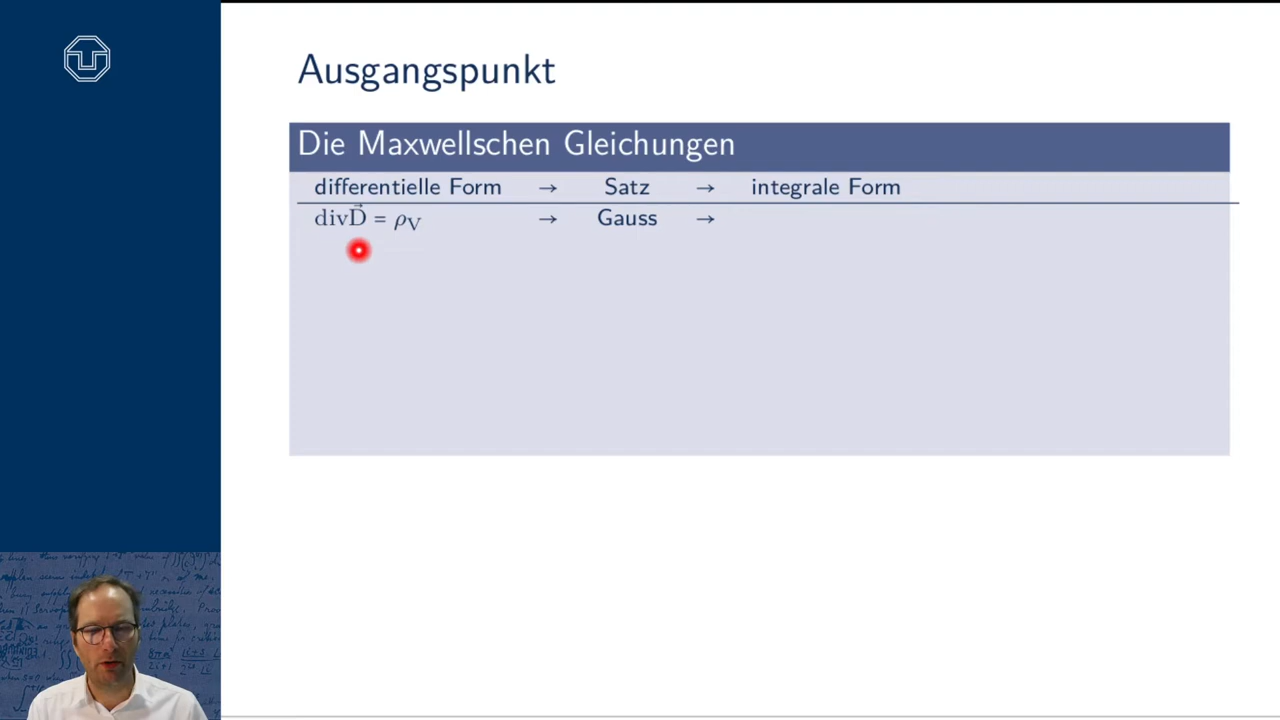 Ausgangspunkt
Die Maxwellschen Gleichungen
differentielle Form → Satz → integrale Form
divD⃗ = ρV → Gauss →